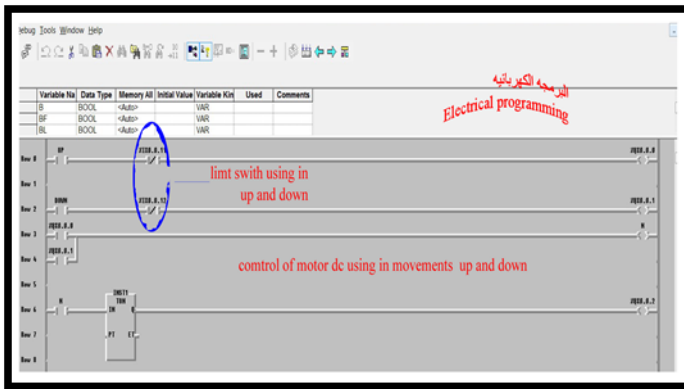 ebug Tools Window Help
البرمجه الكهربائيه
Electrical programming
Variable Na Data Type Memory All Initial Value Variable Kin Used Comments
B BOOL <Auto> VAR
BF BOOL <Auto> VAR
BL BOOL <Auto> VAR
Row 0 UP
Row 1
limt swith using in
up and down
Row 2 DOWN
Row 3 M
Row 4
comtrol of motor dc using in movements up and down
Row 5
INST1
Row 6 M TON
IN Q
Row 7 PT ET
Row 8